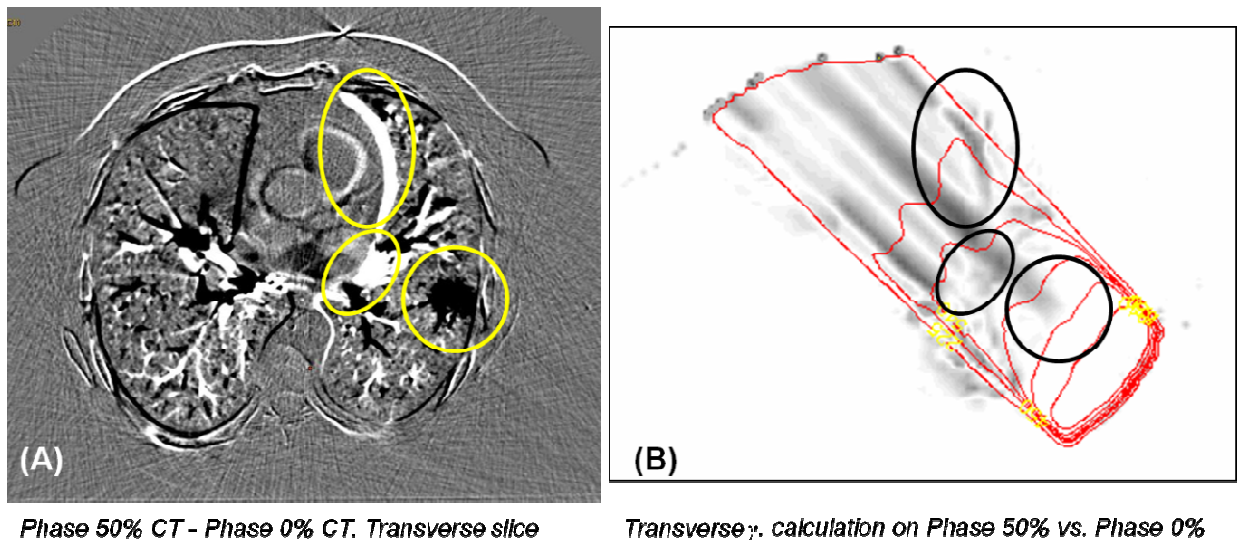 (A)
(B)
Phase 50% CT - Phase 0% CT. Transverse slice
Transverse γ. calculation on Phase 50% vs. Phase 0%